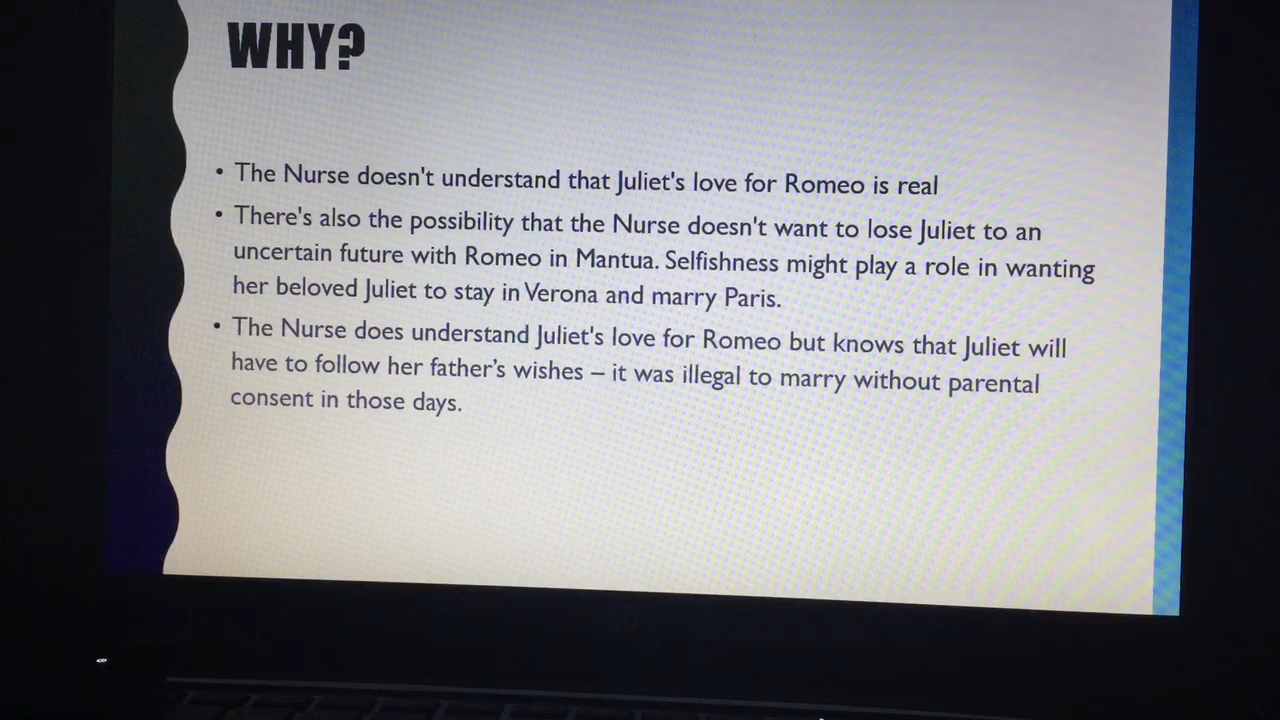 WHY?
• The Nurse doesn't understand that Juliet's love for Romeo is real
• There's also the possibility that the Nurse doesn't want to lose Juliet to an
uncertain future with Romeo in Mantua. Selfishness might play a role in wanting
her beloved Juliet to stay in Verona and marry Paris.
• The Nurse does understand Juliet's love for Romeo but knows that Juliet will
have to follow her father’s wishes – it was illegal to marry without parental
consent in those days.